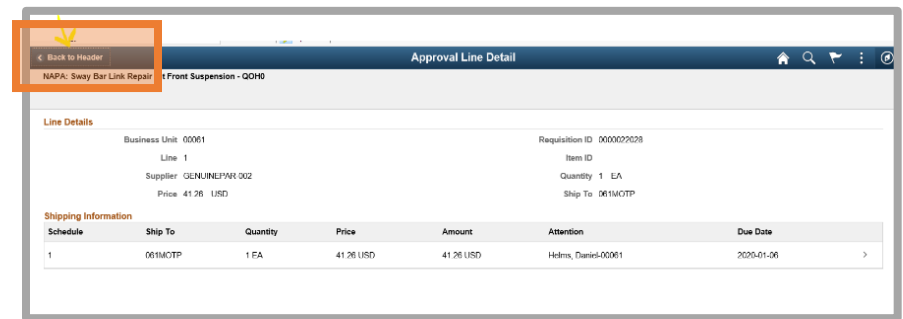 Back to Header
Approval Line Detail
NAPA: Sway Bar Link Repair t Front Suspension - QOH0
Line Details
Business Unit 00061
Requisition ID 0000022028
Line 1
Item ID
Supplier GENUINEPAR-002
Quantity 1 EA
Price 41.26 USD
Ship To 061MOTP
Shipping Information
Schedule Ship To Quantity Price Amount Attention Due Date
1 061MOTP 1 EA 41.26 USD 41.26 USD Helms, Daniel-00061 2020-01-06